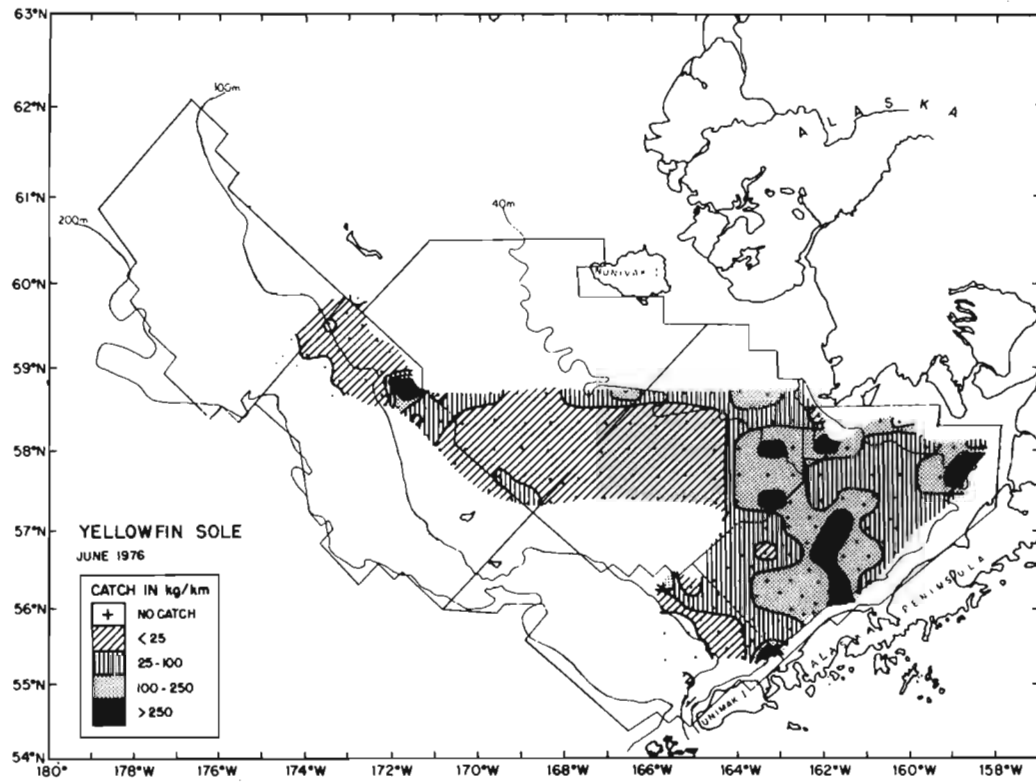 63°N
62°N
61°N
60°N
59°N
58°N
57°N
56°N
55°N
54°N
100m
200m
40m
ALASKA
NUNIVAK I
YELLOWFIN SOLE
JUNE 1976
CATCH IN kg/km
+ NO CATCH
<25
25-100
100-250
>250
ALASKA PENINSULA
UNIMAK I
180° 178°W 176°W 174°W 172°W 170°W 168°W 166°W 164°W 162°W 160°W 158°W